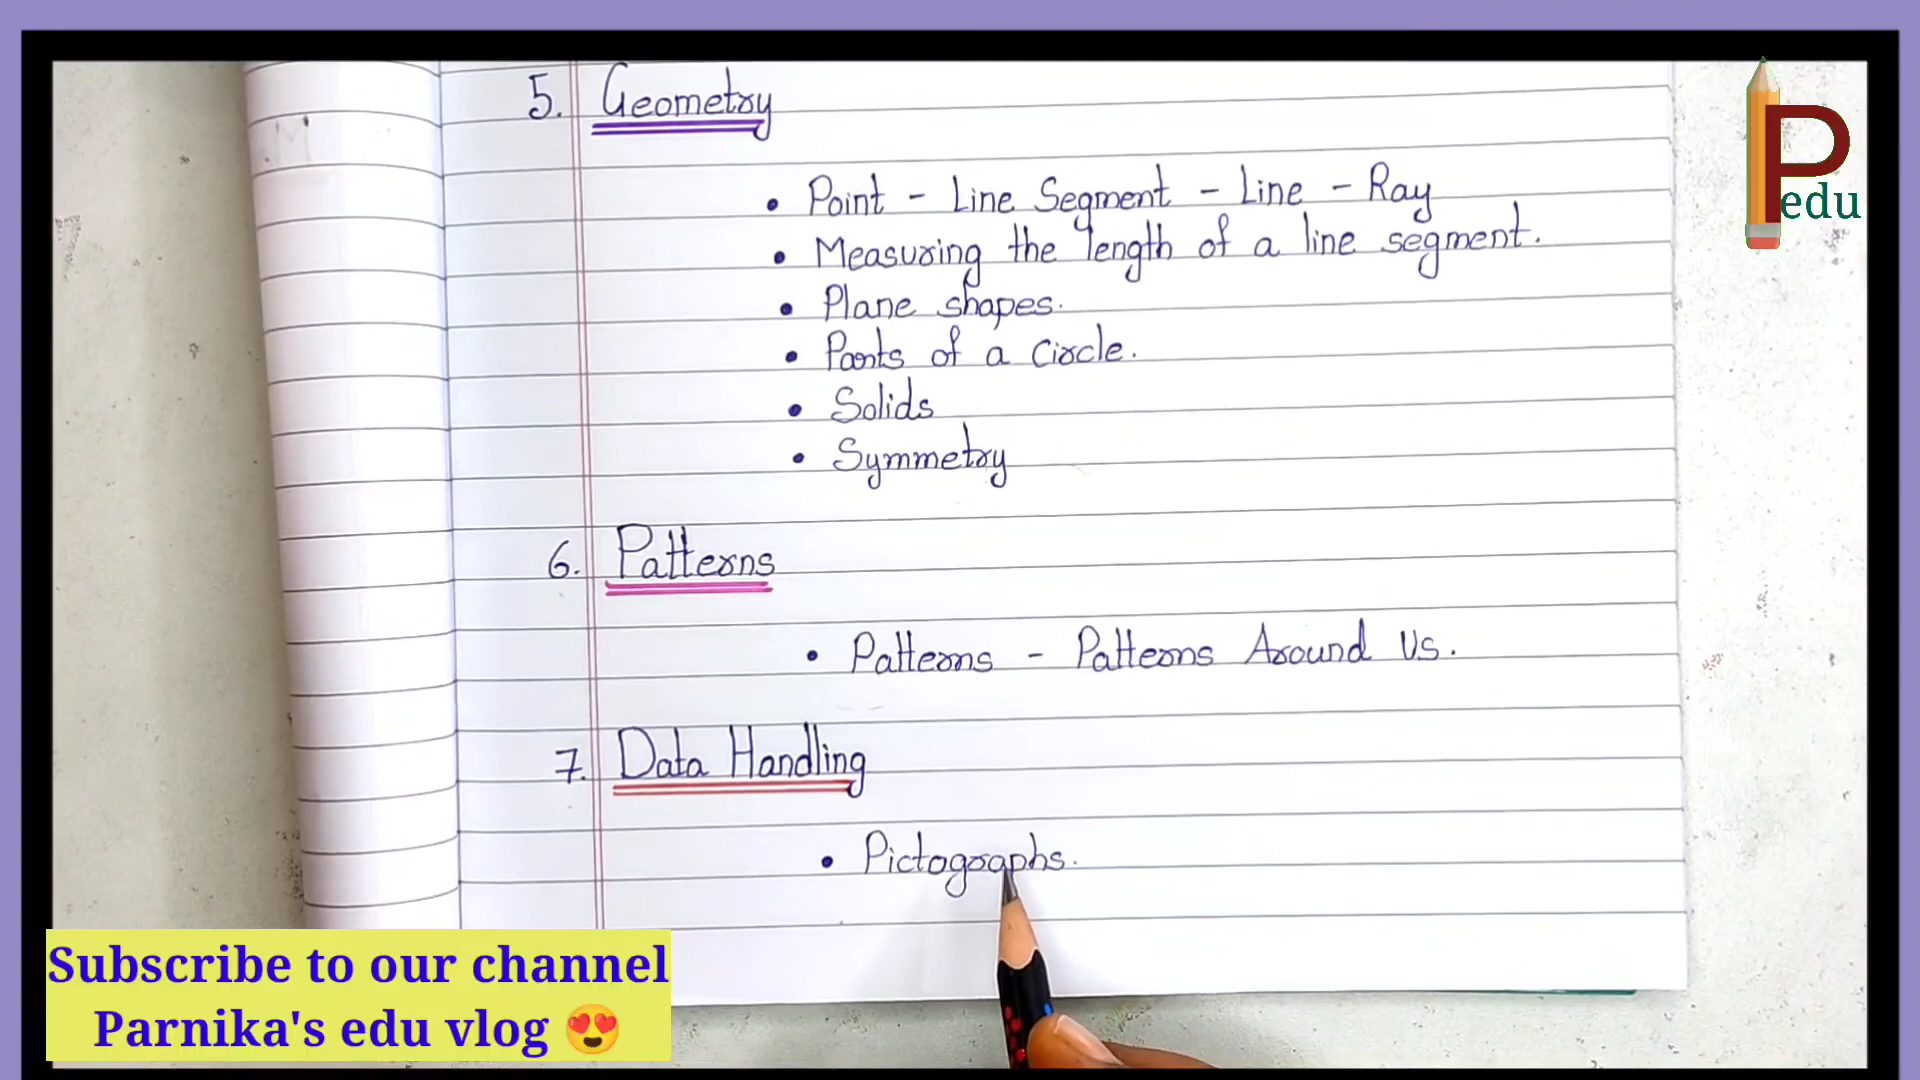 5. Geometry
• Point - Line Segment - Line - Ray
• Measuring the length of a line segment.
• Plane shapes.
• Parts of a circle.
• Solids
• Symmetry
6. Patterns
• Patterns - Patterns Around Us.
7. Data Handling
• Pictographs.
P
edu
Subscribe to our channel
Parnika's edu vlog 😍